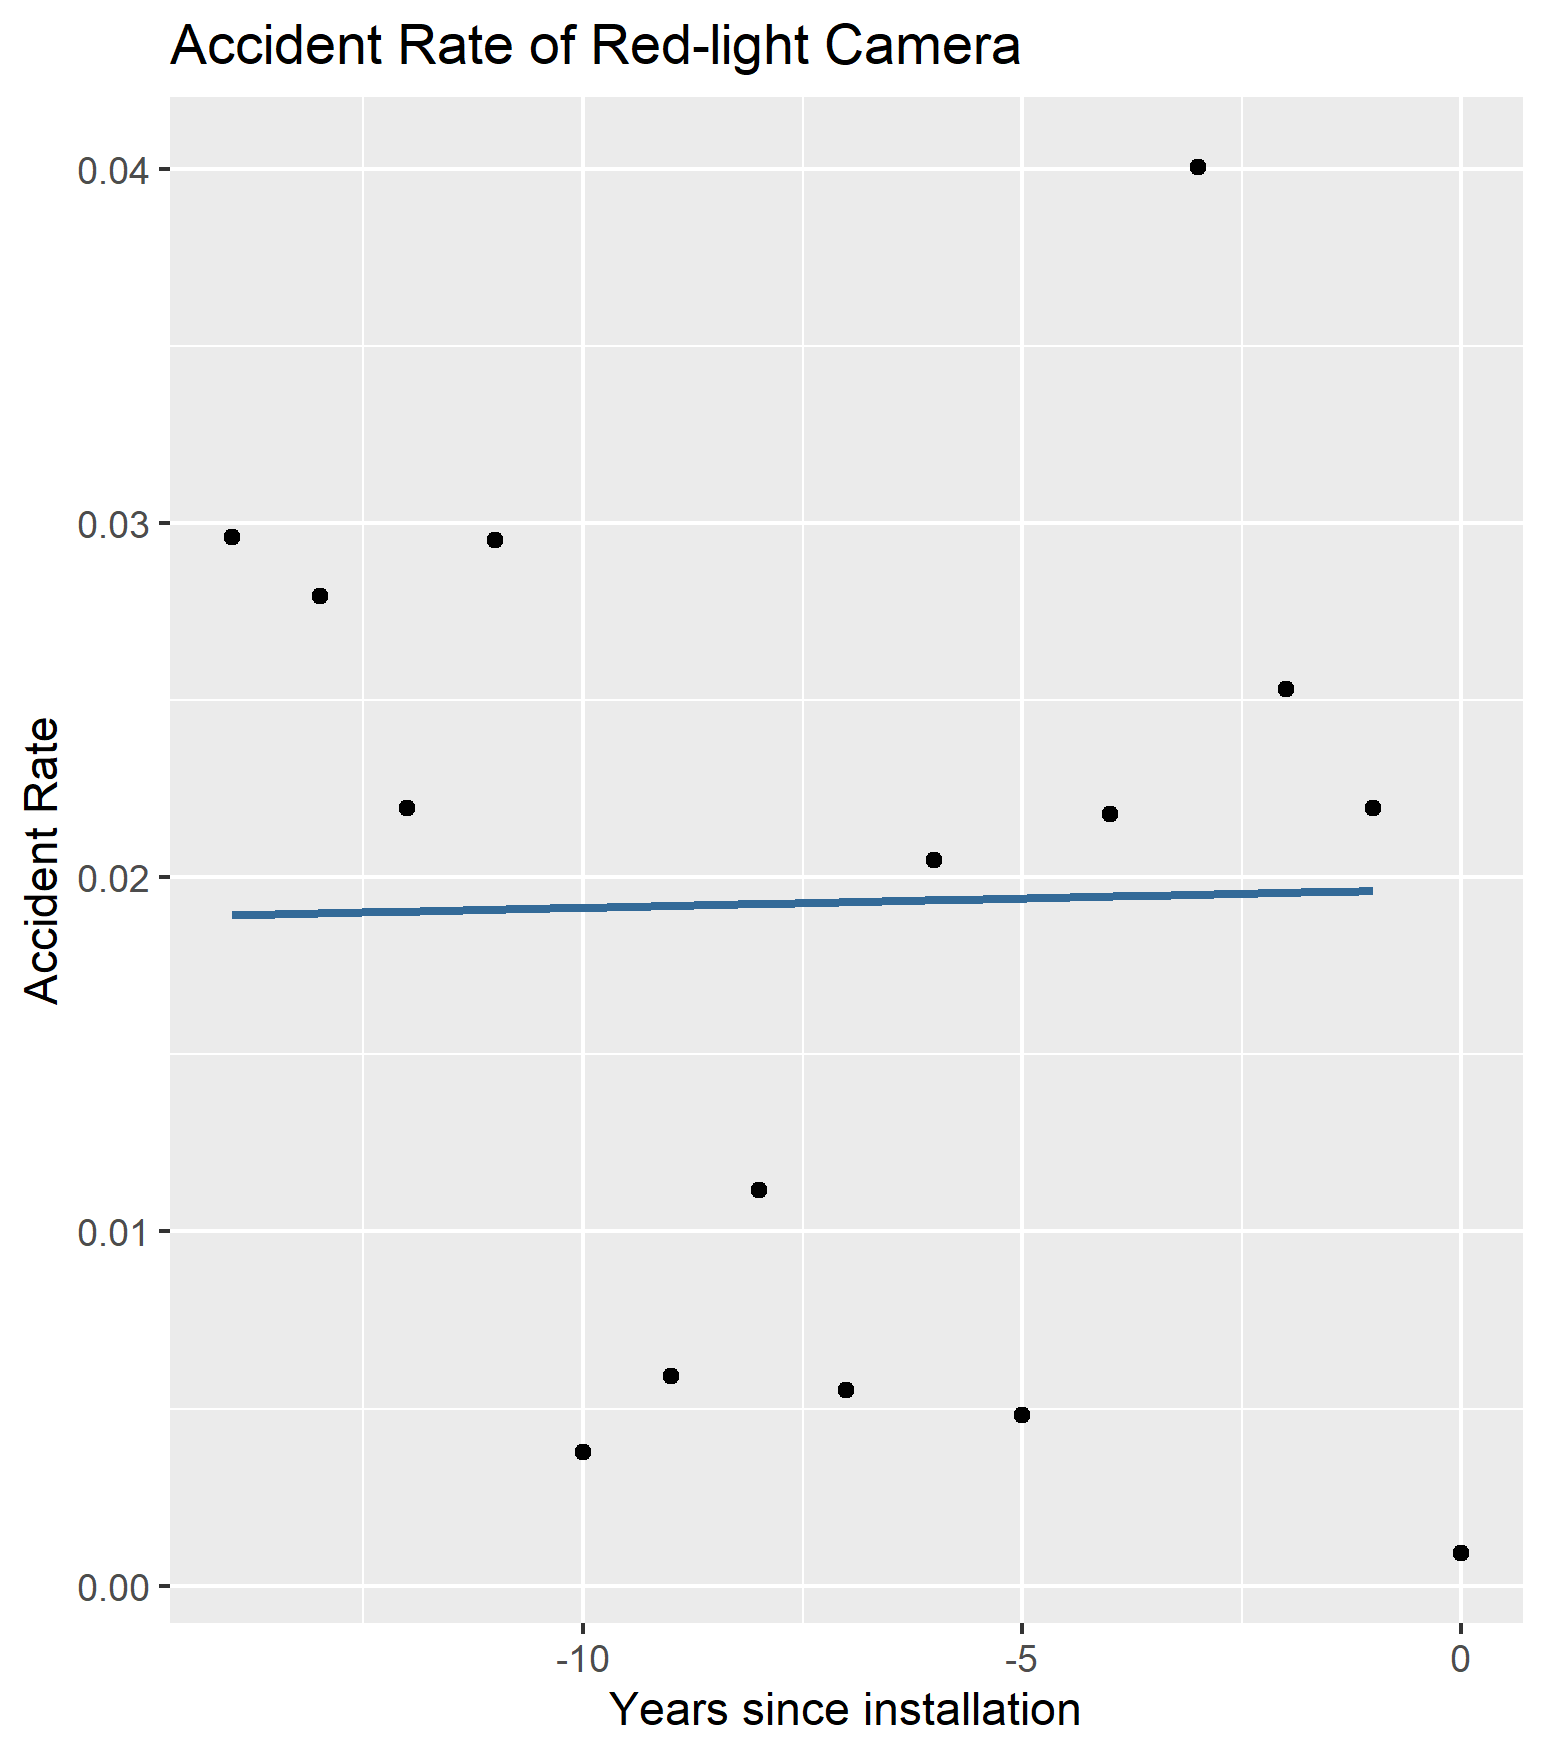 Accident Rate of Red-light Camera
0.04
0.03
0.02
0.01
0.00
Accident Rate
-10
-5
0
Years since installation